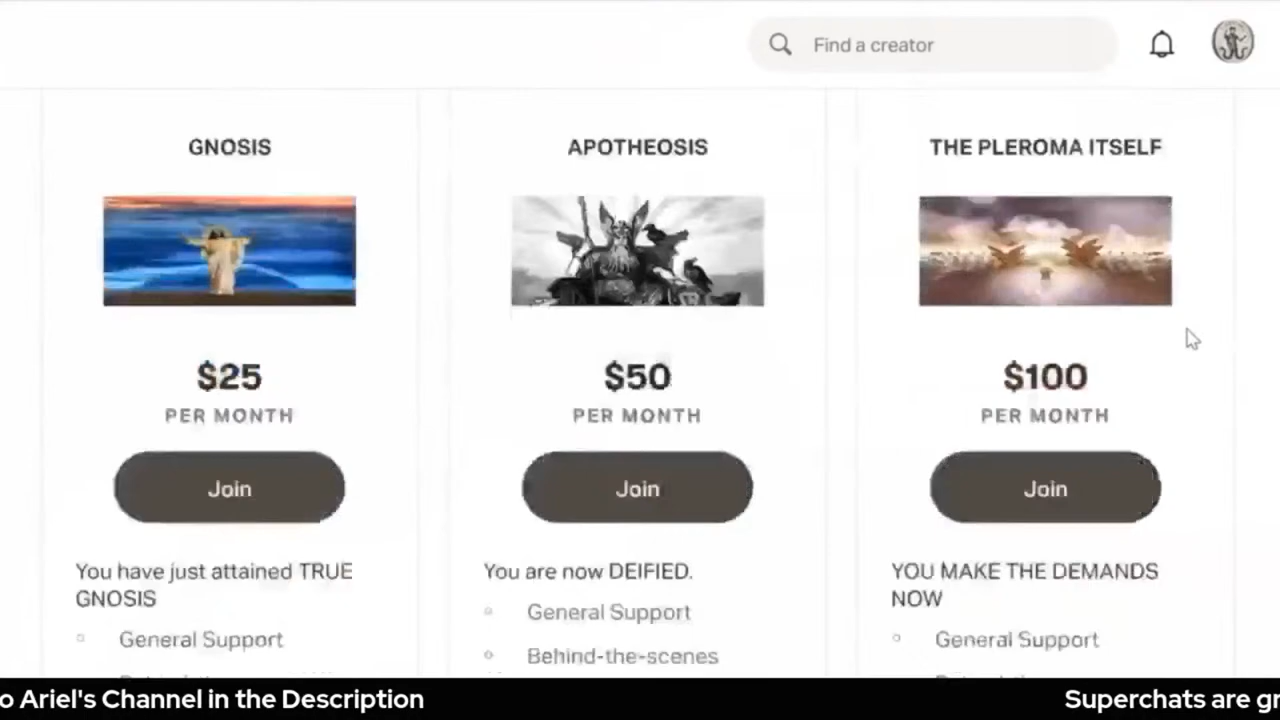 Find a creator
GNOSIS
$25
PER MONTH
Join
You have just attained TRUE
GNOSIS
General Support
APOTHEOSIS
$50
PER MONTH
Join
You are now DEIFIED.
General Support
Behind-the-scenes
THE PLEROMA ITSELF
$100
PER MONTH
Join
YOU MAKE THE DEMANDS
NOW
General Support
o Ariel's Channel in the Description
Superchats are gr